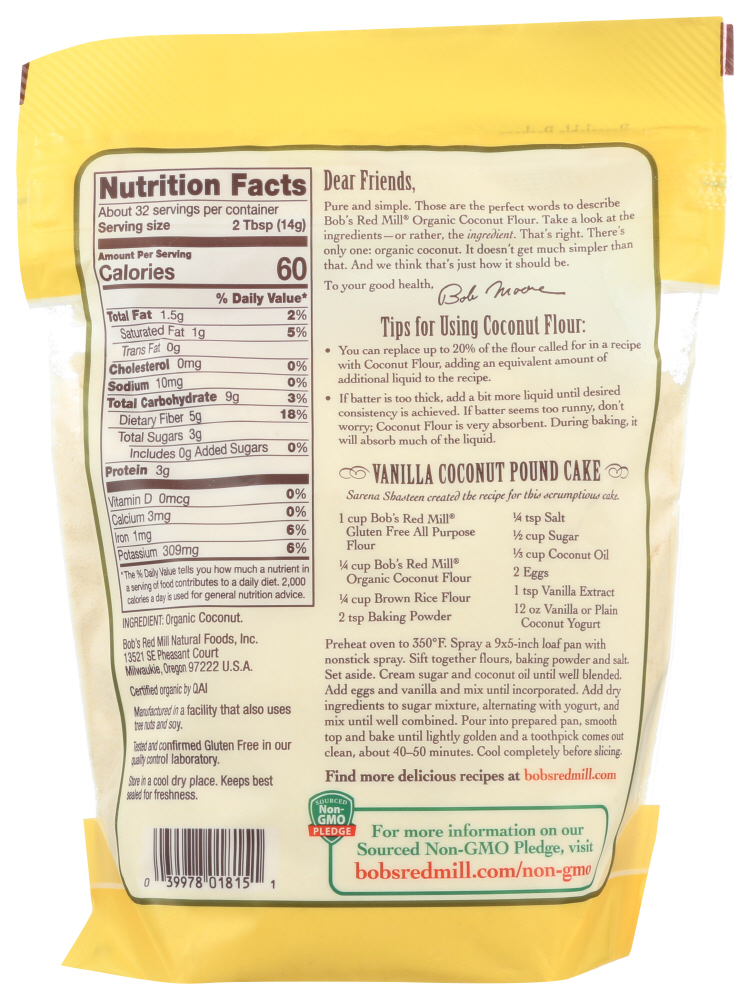 Nutrition Facts
About 32 servings per container
Serving size 2 Tbsp (14g)
Amount Per Serving
Calories 60
% Daily Value*
Total Fat 1.5g 2%
Saturated Fat 1g 5%
Trans Fat 0g
Cholesterol 0mg 0%
Sodium 10mg 0%
Total Carbohydrate 9g 3%
Dietary Fiber 5g 18%
Total Sugars 3g
Includes 0g Added Sugars 0%
Protein 3g
Vitamin D 0mcg 0%
Calcium 3mg 0%
Iron 1mg 6%
Potassium 309mg 6%
*The % Daily Value tells you how much a nutrient in
a serving of food contributes to a daily diet. 2,000
calories a day is used for general nutrition advice.
INGREDIENT: Organic Coconut.
Bob's Red Mill Natural Foods, Inc.
13521 SE Pheasant Court
Milwaukie, Oregon 97222 U.S.A.
Certified organic by QAI
Manufactured in a facility that also uses
tree nuts and soy.
Tested and confirmed Gluten Free in our
quality control laboratory.
Store in a cool dry place. Keeps best
sealed for freshness.
0 39978 01815 1
Dear Friends,
Pure and simple. Those are the perfect words to describe
Bob's Red Mill® Organic Coconut Flour. Take a look at the
ingredients—or rather, the ingredient. That's right. There's
only one: organic coconut. It doesn't get much simpler than
that. And we think that's just how it should be.
To your good health,
Bob Moore
Tips for Using Coconut Flour:
• You can replace up to 20% of the flour called for in a recipe
with Coconut Flour, adding an equivalent amount of
additional liquid to the recipe.
• If batter is too thick, add a bit more liquid until desired
consistency is achieved. If batter seems too runny, don't
worry; Coconut Flour is very absorbent. During baking, it
will absorb much of the liquid.
VANILLA COCONUT POUND CAKE
Sarena Shasteen created the recipe for this scrumptious cake.
1 cup Bob's Red Mill®
Gluten Free All Purpose
Flour
¼ cup Bob's Red Mill®
Organic Coconut Flour
¼ cup Brown Rice Flour
2 tsp Baking Powder
¼ tsp Salt
½ cup Sugar
⅓ cup Coconut Oil
2 Eggs
1 tsp Vanilla Extract
12 oz Vanilla or Plain
Coconut Yogurt
Preheat oven to 350°F. Spray a 9x5-inch loaf pan with
nonstick spray. Sift together flours, baking powder and salt.
Set aside. Cream sugar and coconut oil until well blended.
Add eggs and vanilla and mix until incorporated. Add dry
ingredients to sugar mixture, alternating with yogurt, and
mix until well combined. Pour into prepared pan, smooth
top and bake until lightly golden and a toothpick comes out
clean, about 40–50 minutes. Cool completely before slicing.
Find more delicious recipes at bobsredmill.com
SOURCED
Non-
GMO
PLEDGE
For more information on our
Sourced Non-GMO Pledge, visit
bobsredmill.com/non-gmo